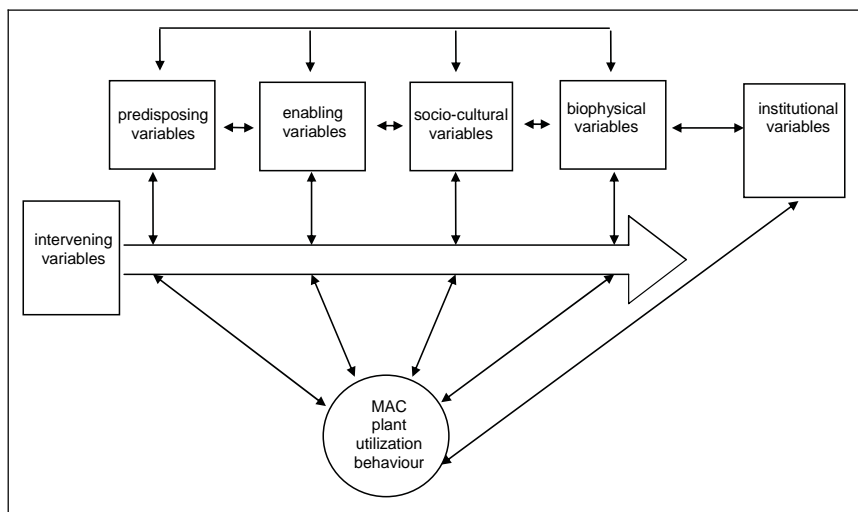 predisposing
variables
enabling
variables
socio-cultural
variables
biophysical
variables
institutional
variables
intervening
variables
MAC
plant
utilization
behaviour